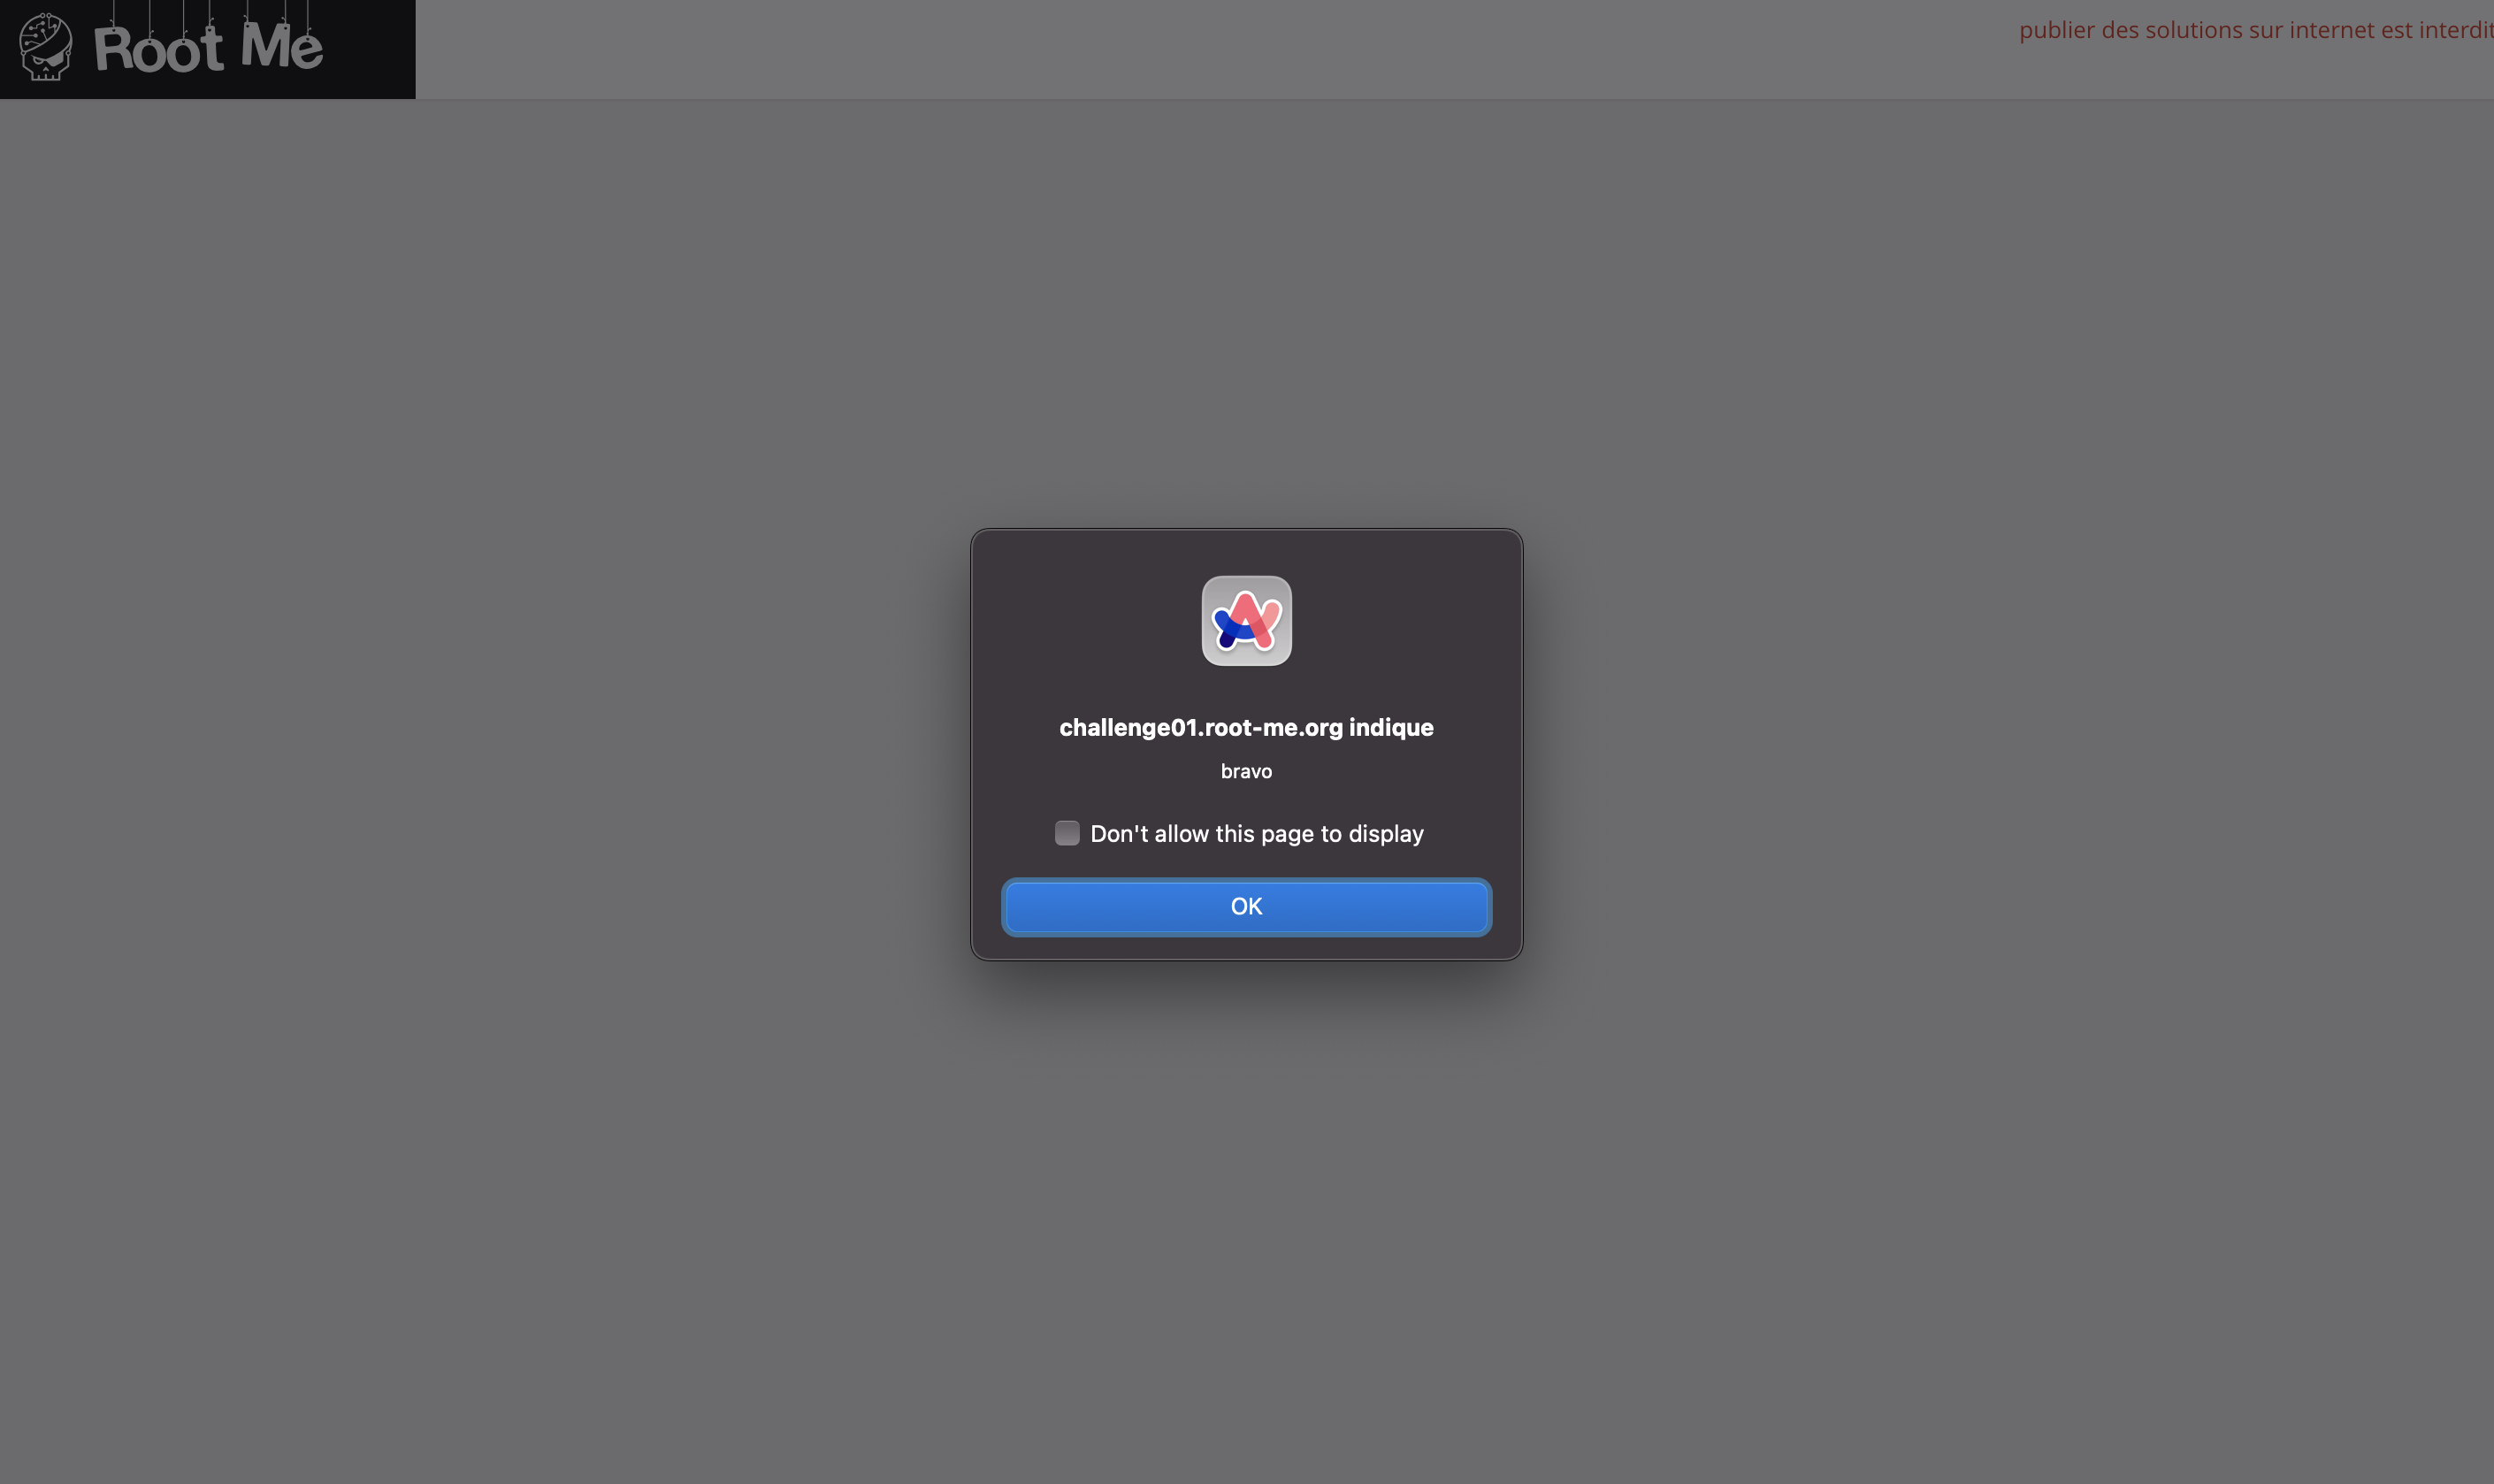 Root Me
publier des solutions sur internet est interdit
challenge01.root-me.org indique
bravo
Don't allow this page to display
OK